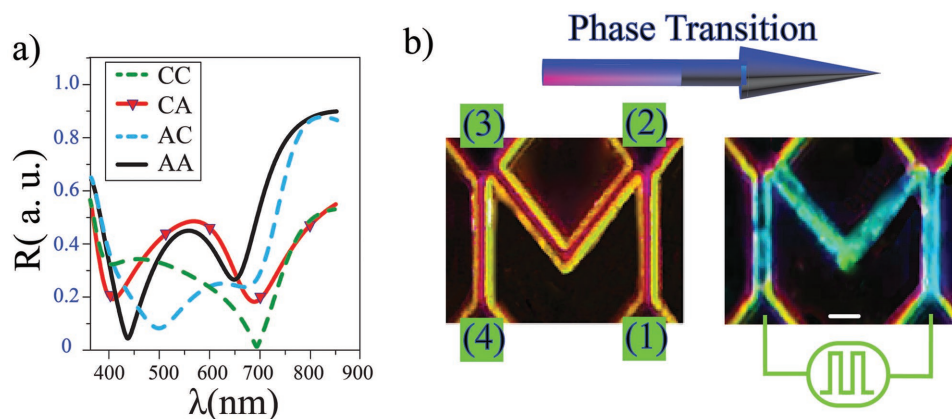 a)
1.0
0.8
0.6
0.4
0.2
0
R( a. u.)
CC
CA
AC
AA
400
500
600
700
800
900
λ(nm)
b)
Phase Transition
(3)
(2)
(4)
(1)